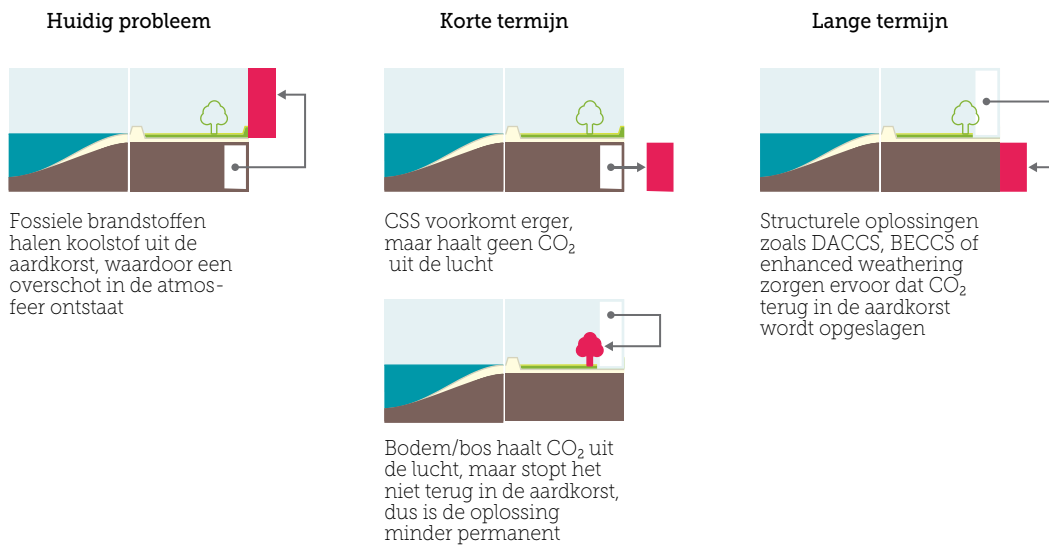 Huidig probleem
Fossiele brandstoffen
halen koolstof uit de
aardkorst, waardoor een
overschot in de atmos-
feer ontstaat
Korte termijn
CSS voorkomt erger,
maar haalt geen CO₂
uit de lucht
Bodem/bos haalt CO₂ uit
de lucht, maar stopt het
niet terug in de aardkorst,
dus is de oplossing
minder permanent
Lange termijn
Structurele oplossingen
zoals DACCS, BECCS of
enhanced weathering
zorgen ervoor dat CO₂
terug in de aardkorst
wordt opgeslagen